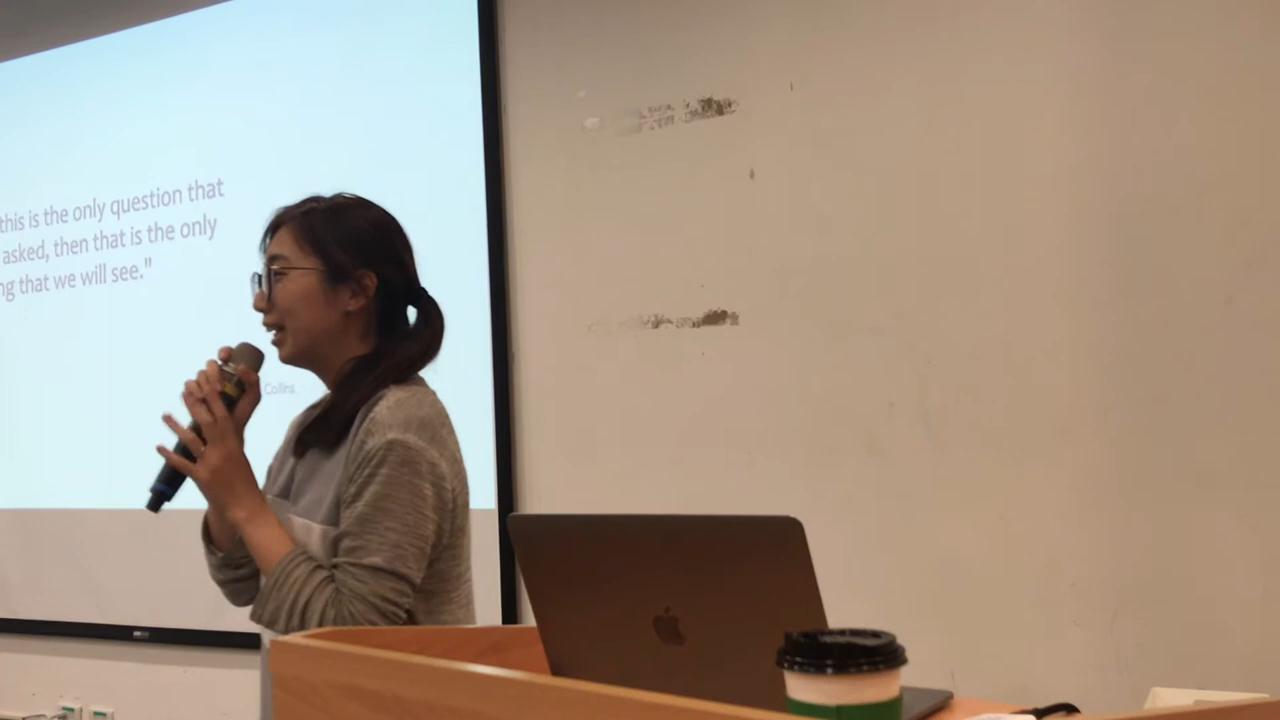 this is the only question that
asked, then that is the only
ng that we will see."
Collins